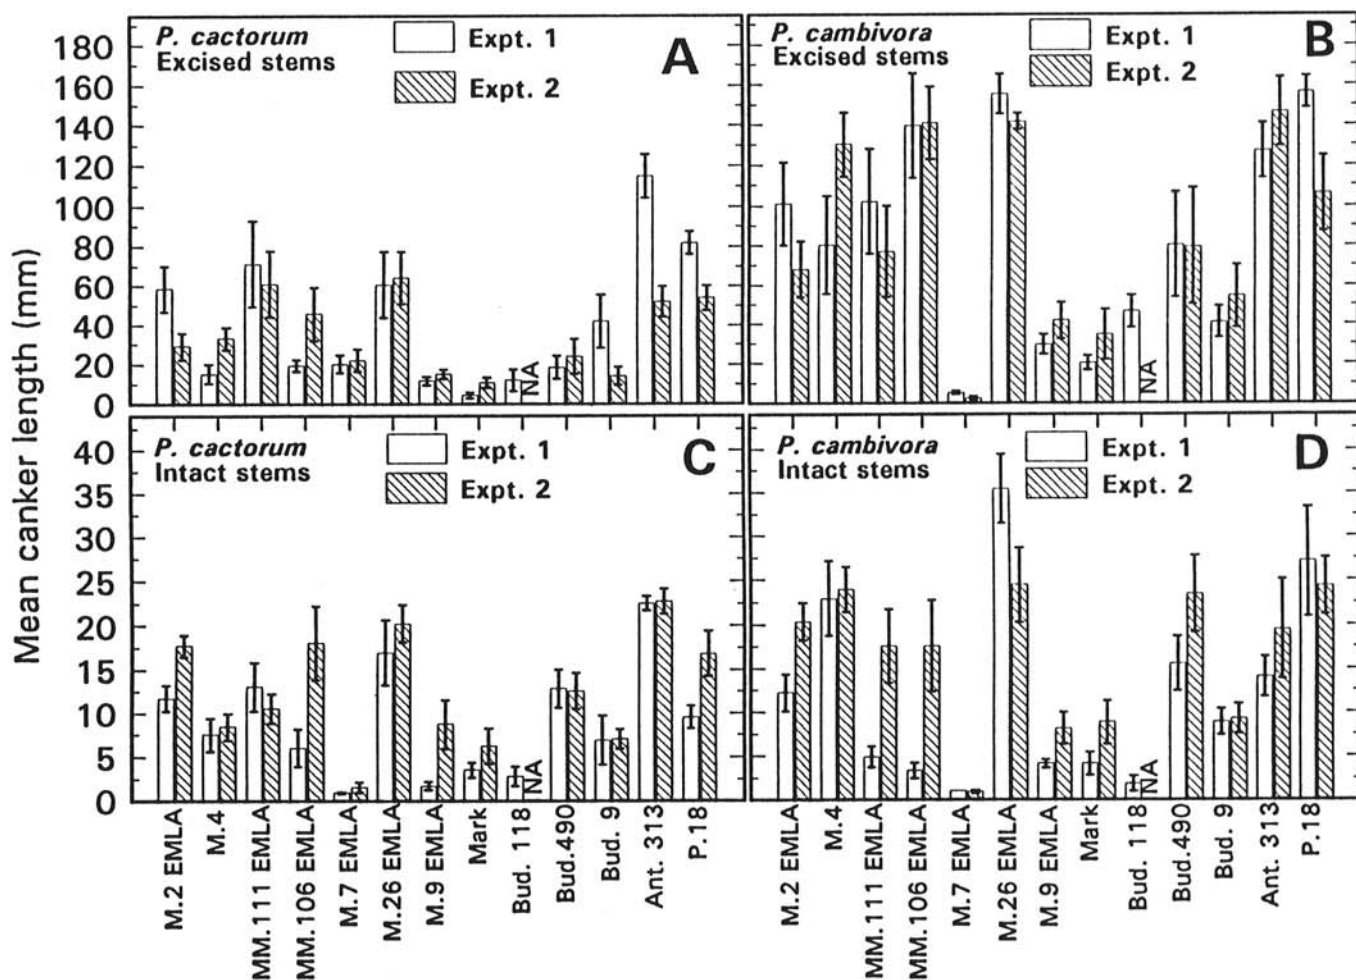 Mean canker length (mm)
P. cactorum
Excised stems
Expt. 1
Expt. 2
A
180
160
140
120
100
80
60
40
20
0
NA
P. cambivora
Excised stems
Expt. 1
Expt. 2
B
NA
P. cactorum
Intact stems
Expt. 1
Expt. 2
C
40
35
30
25
20
15
10
5
0
NA
P. cambivora
Intact stems
Expt. 1
Expt. 2
D
NA
M.2 EMLA
M.4
MM.111 EMLA
MM.106 EMLA
M.7 EMLA
M.26 EMLA
M.9 EMLA
Mark
Bud. 118
Bud.490
Bud. 9
Ant. 313
P.18
M.2 EMLA
M.4
MM.111 EMLA
MM.106 EMLA
M.7 EMLA
M.26 EMLA
M.9 EMLA
Mark
Bud. 118
Bud.490
Bud. 9
Ant. 313
P.18